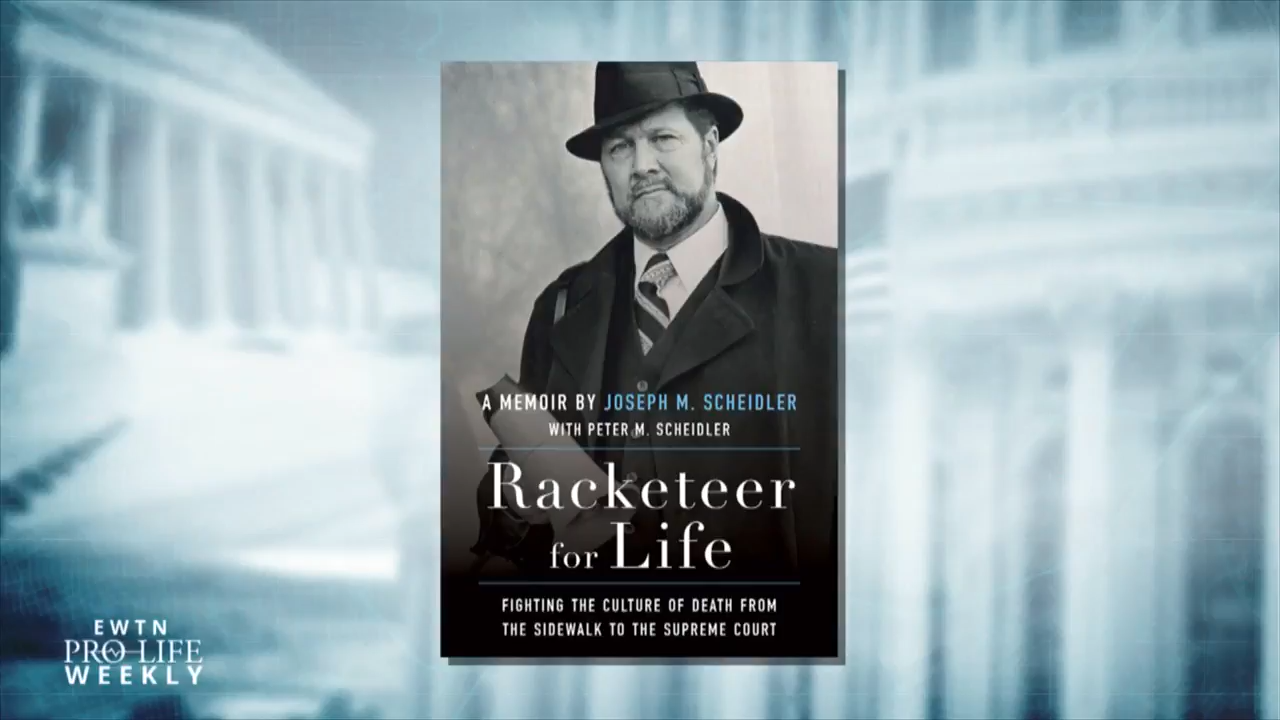 A MEMOIR BY JOSEPH M. SCHEIDLER
WITH PETER M. SCHEIDLER
Racketeer
for Life
FIGHTING THE CULTURE OF DEATH FROM
THE SIDEWALK TO THE SUPREME COURT
EWTN
PRO LIFE
WEEKLY